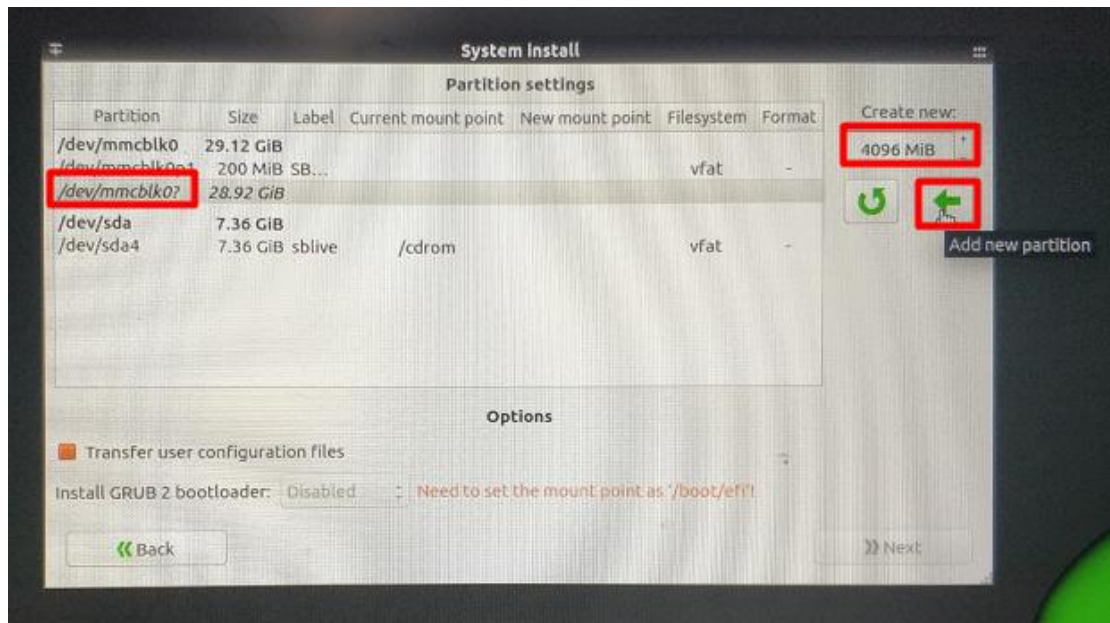 System Install
Partition settings
Partition Size Label Current mount point New mount point Filesystem Format Create new:
/dev/mmcblk0 29.12 GiB 4096 MiB
/dev/mmcblk0p1 200 MiB SB... vfat -
/dev/mmcblk0? 28.92 GiB
/dev/sda 7.36 GiB
/dev/sda4 7.36 GiB sblive /cdrom vfat -
Add new partition
Options
Transfer user configuration files
Install GRUB 2 bootloader: Disabled Need to set the mount point as '/boot/efi'!
Back Next